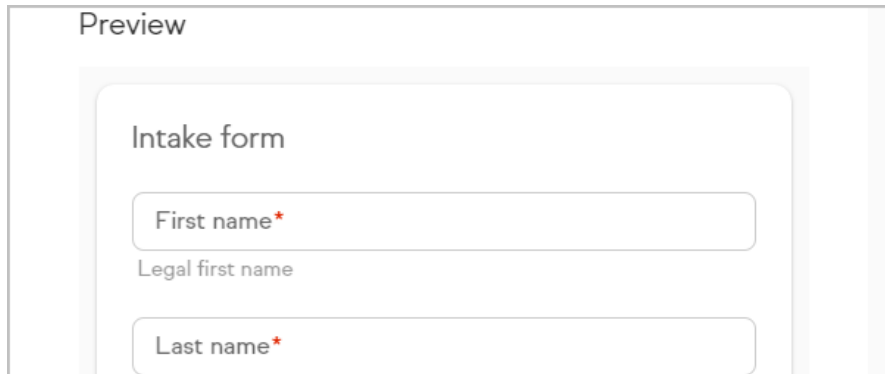 Preview
Intake form
First name*
Legal first name
Last name*